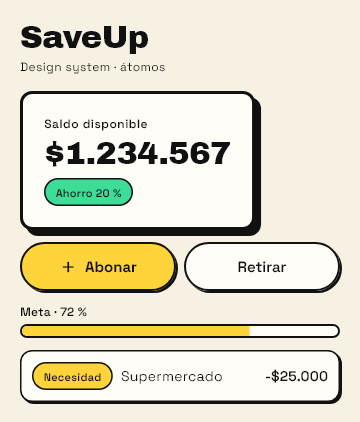 SaveUp
Design system · átomos
Saldo disponible
$1.234.567
Ahorro 20 %
+ Abonar
Retirar
Meta · 72 %
Necesidad Supermercado -$25.000